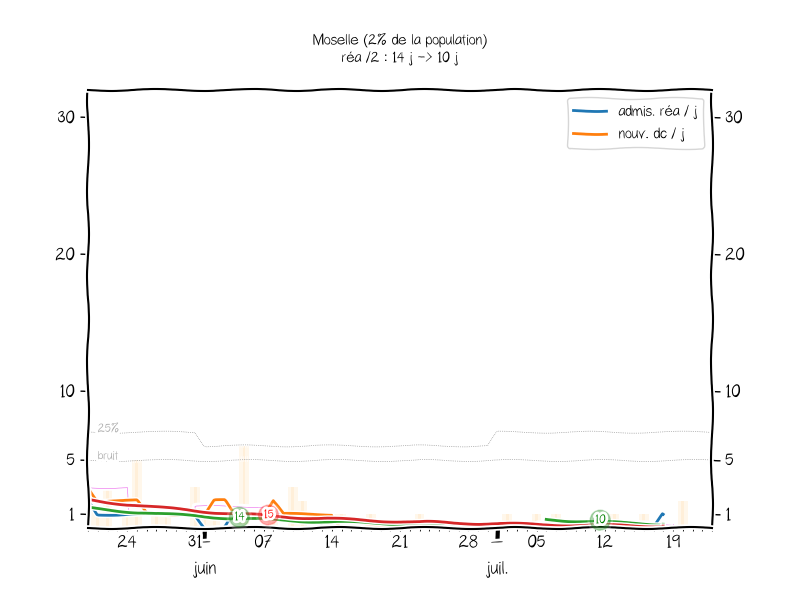 Moselle (2% de la population)
réa /2 : 14 j -> 10 j
admis. réa / j
nouv. dc / j
30 30
20 20
10 10
25%
bruit
5 5
1 1
14 15 10
24 31 07 14 21 28 05 12 19
juin juil.